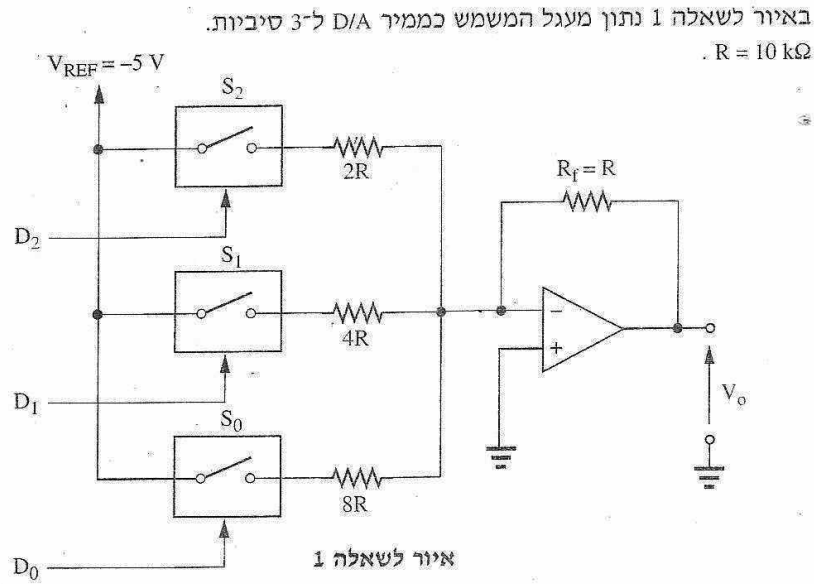 באיור לשאלה 1 נתון מעגל המשמש כממיר D/A ל־3 סיביות.
R = 10 kΩ .
V_REF = −5 V
S₂
2R
R_f = R
D₂
S₁
4R
−
+
D₁
V_o
S₀
8R
D₀
איור לשאלה 1